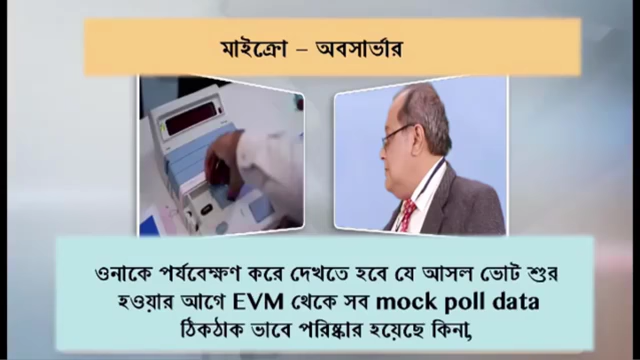 মাইক্রো – অবসার্ভার
ওনাকে পর্যবেক্ষণ করে দেখতে হবে যে আসল ভোট শুরু
হওয়ার আগে EVM থেকে সব mock poll data
ঠিকঠাক ভাবে পরিষ্কার হয়েছে কিনা,